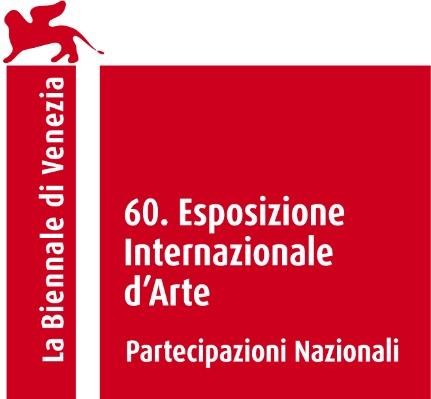 La Biennale di Venezia
60. Esposizione
Internazionale
d'Arte
Partecipazioni Nazionali